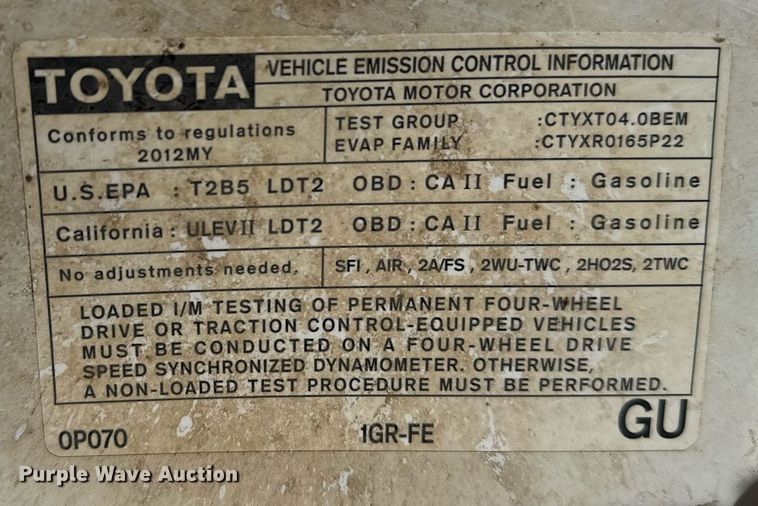 TOYOTA
VEHICLE EMISSION CONTROL INFORMATION
TOYOTA MOTOR CORPORATION
Conforms to regulations
2012MY
TEST GROUP :CTYXT04.0BEM
EVAP FAMILY :CTYXR0165P22
U.S.EPA : T2B5 LDT2 OBD : CA II Fuel : Gasoline
California : ULEVII LDT2 OBD : CA II Fuel : Gasoline
No adjustments needed,
SFI , AIR , 2A/FS , 2WU-TWC , 2HO2S, 2TWC
LOADED I/M TESTING OF PERMANENT FOUR-WHEEL
DRIVE OR TRACTION CONTROL-EQUIPPED VEHICLES
MUST BE CONDUCTED ON A FOUR-WHEEL DRIVE
SPEED SYNCHRONIZED DYNAMOMETER. OTHERWISE,
A NON-LOADED TEST PROCEDURE MUST BE PERFORMED.
0P070 1GR-FE GU
Purple Wave Auction